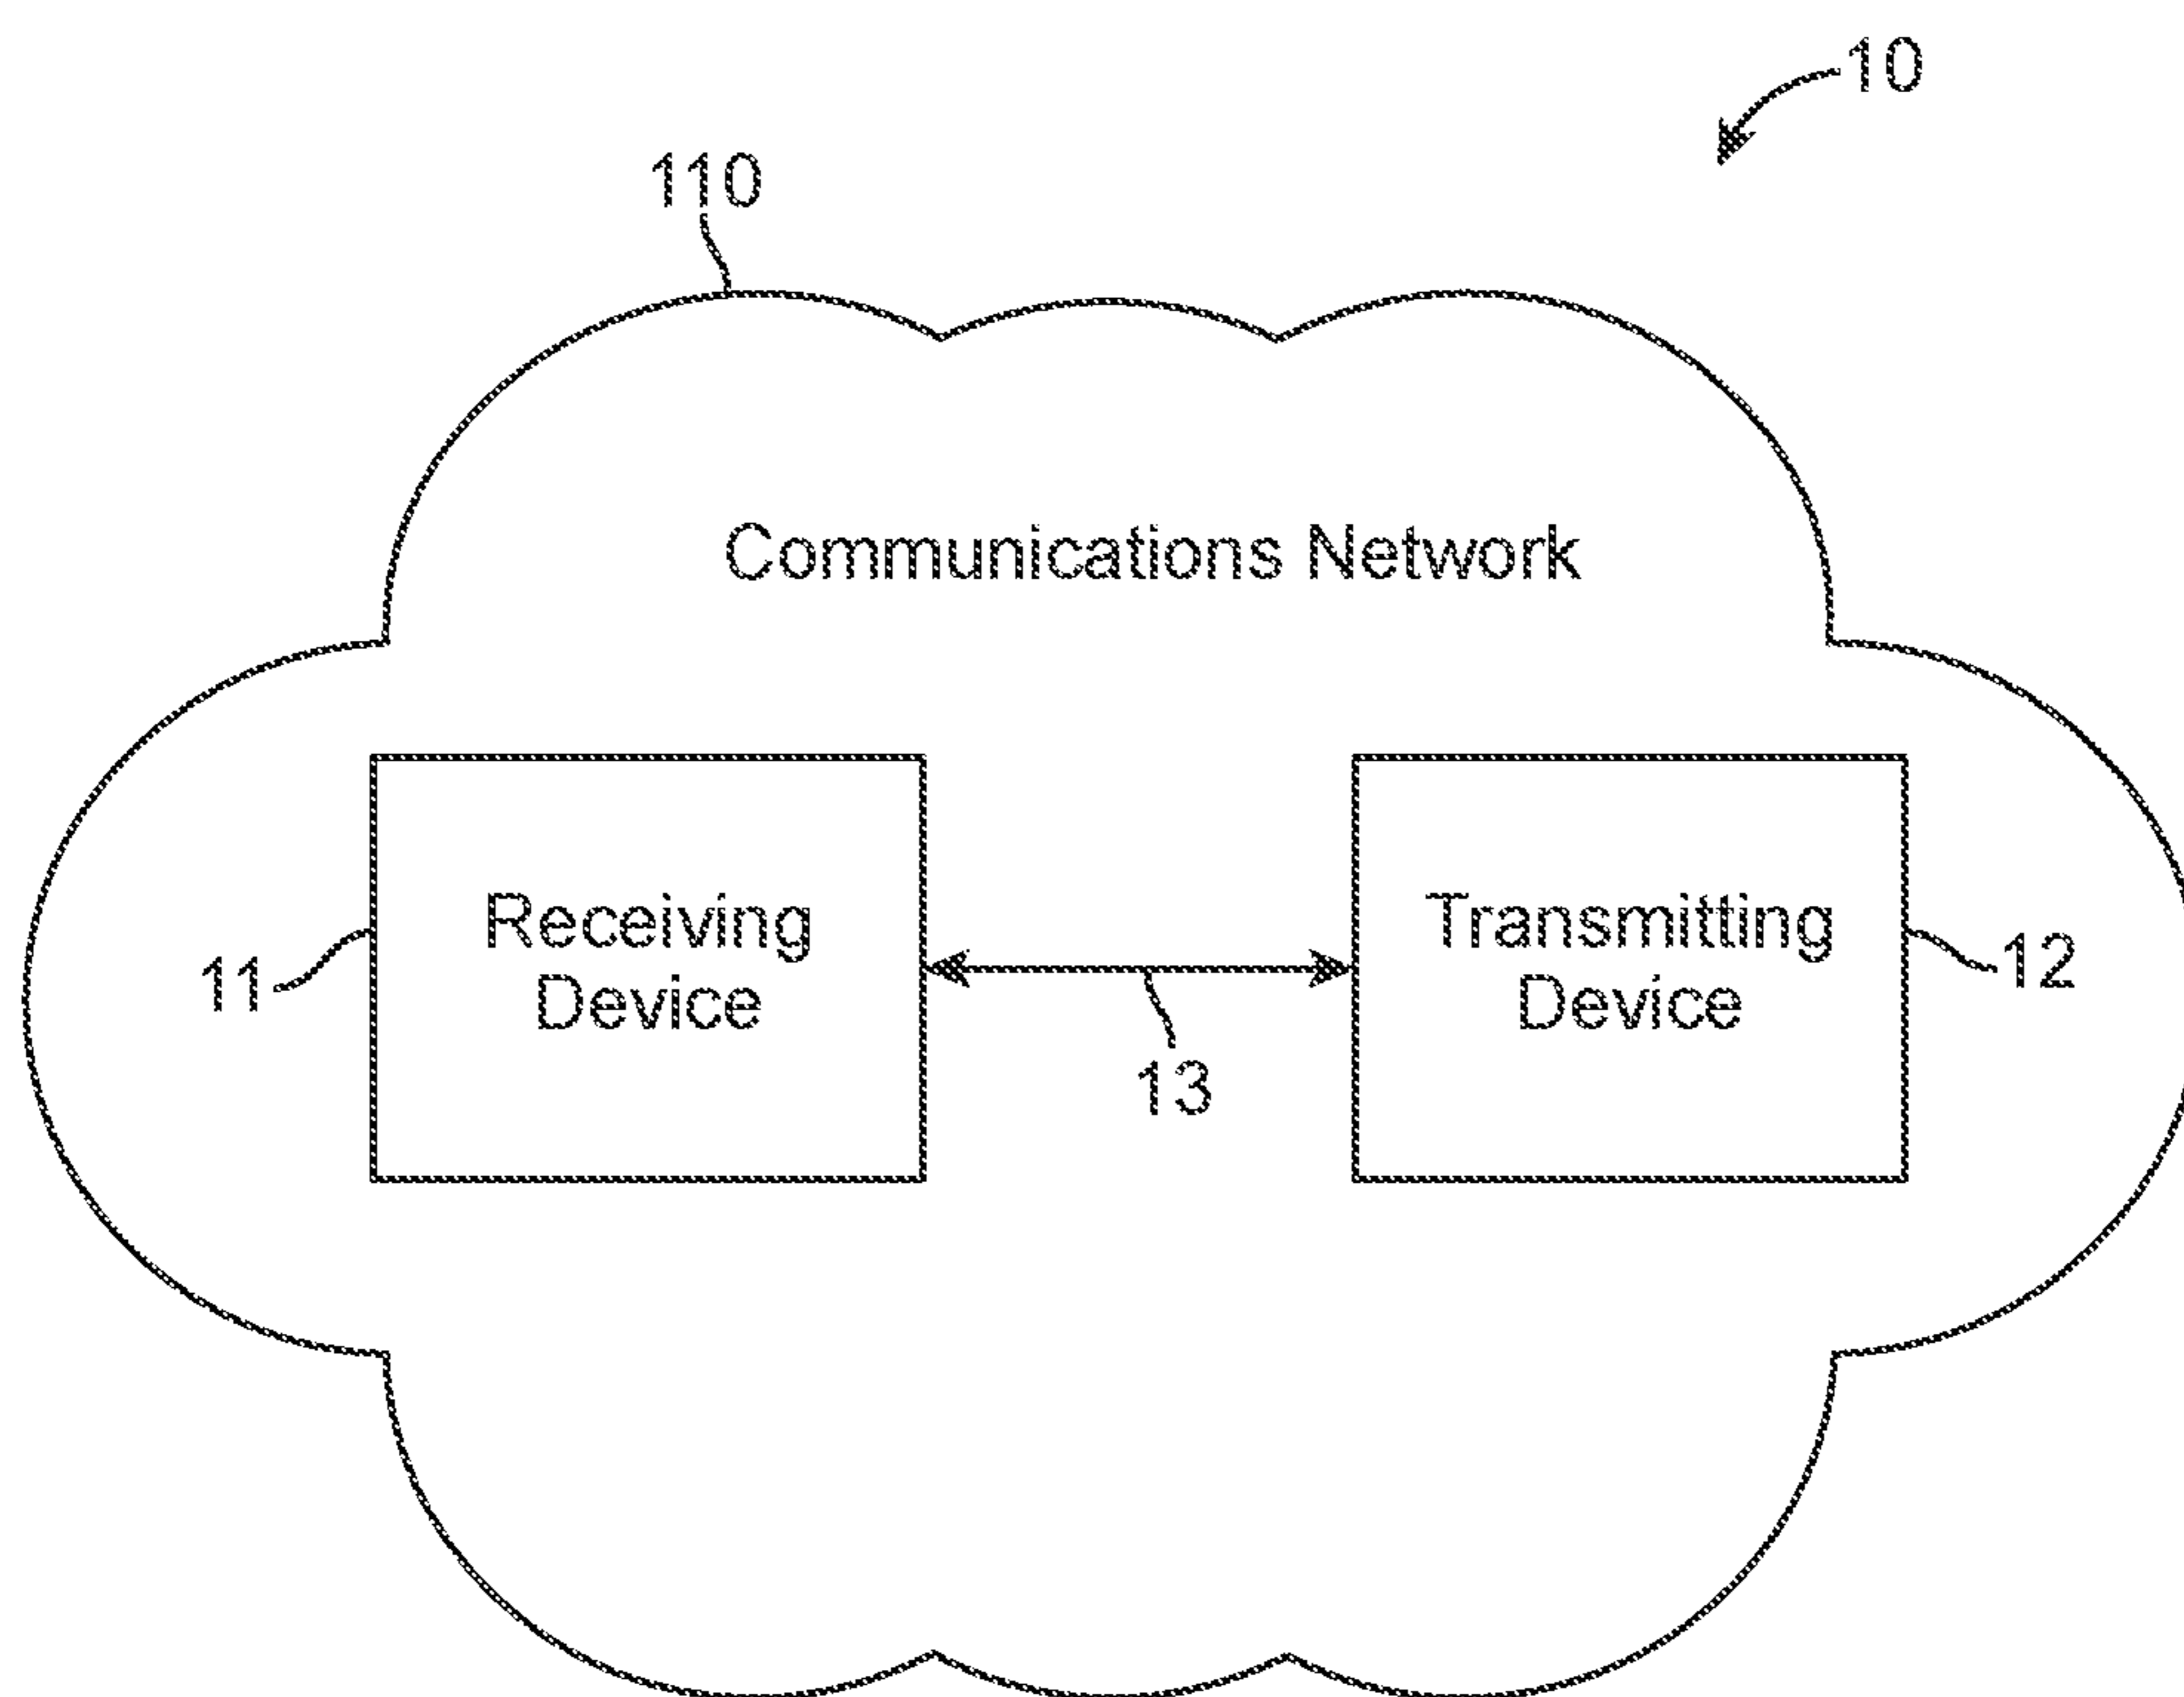 10
110
Communications Network
Receiving
Device
Transmitting
Device
11
12
13